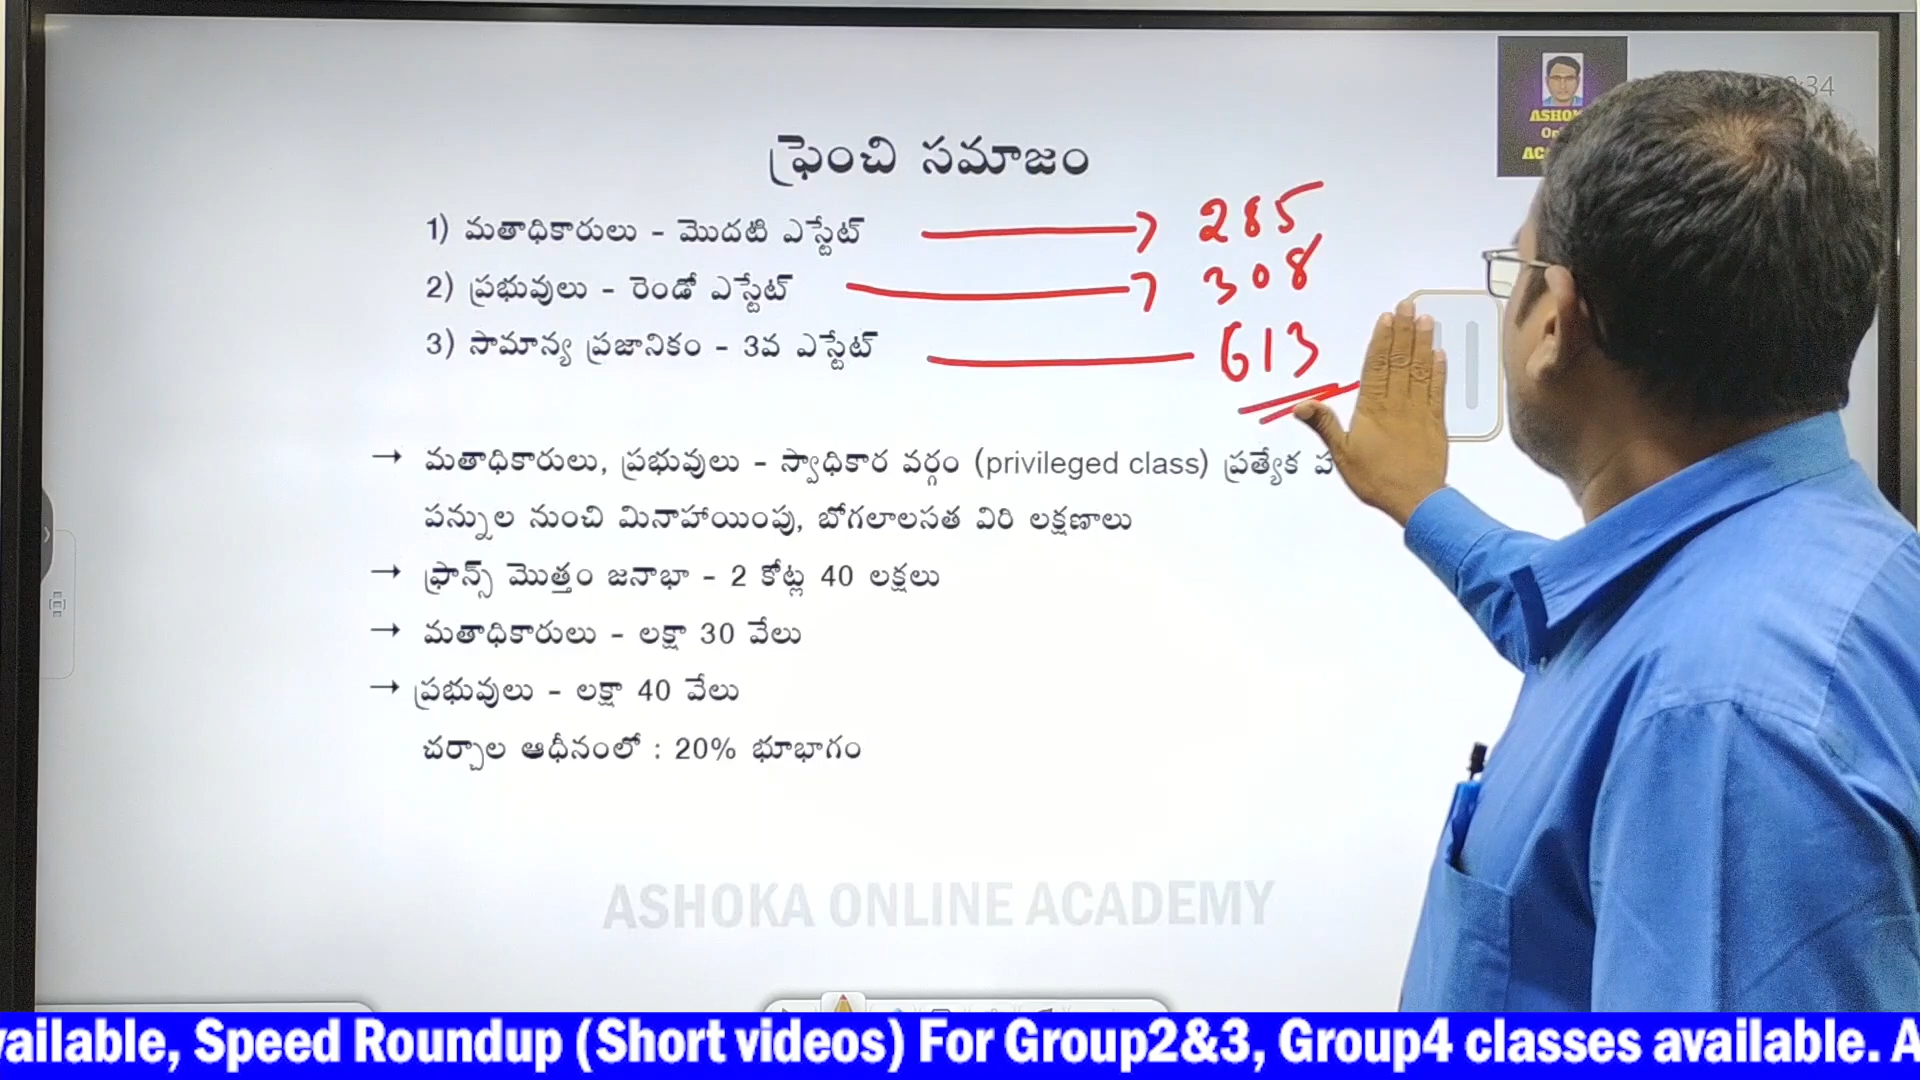 ఫ్రెంచి సమాజం
1) మతాధికారులు - మొదటి ఎస్టేట్ 285
2) ప్రభువులు - రెండో ఎస్టేట్ 308
3) సామాన్య ప్రజానికం - 3వ ఎస్టేట్ 613
→ మతాధికారులు, ప్రభువులు - స్వాధికార వర్గం (privileged class) ప్రత్యేక
పన్నుల నుంచి మినాహాయింపు, బోగలాలసత విరి లక్షణాలు
→ ఫ్రాన్స్ మొత్తం జనాభా - 2 కోట్ల 40 లక్షలు
→ మతాధికారులు - లక్షా 30 వేలు
→ ప్రభువులు - లక్షా 40 వేలు
చర్చాల ఆధీనంలో : 20% భూభాగం
ASHOKA ONLINE ACADEMY
vailable, Speed Roundup (Short videos) For Group2&3, Group4 classes available. A